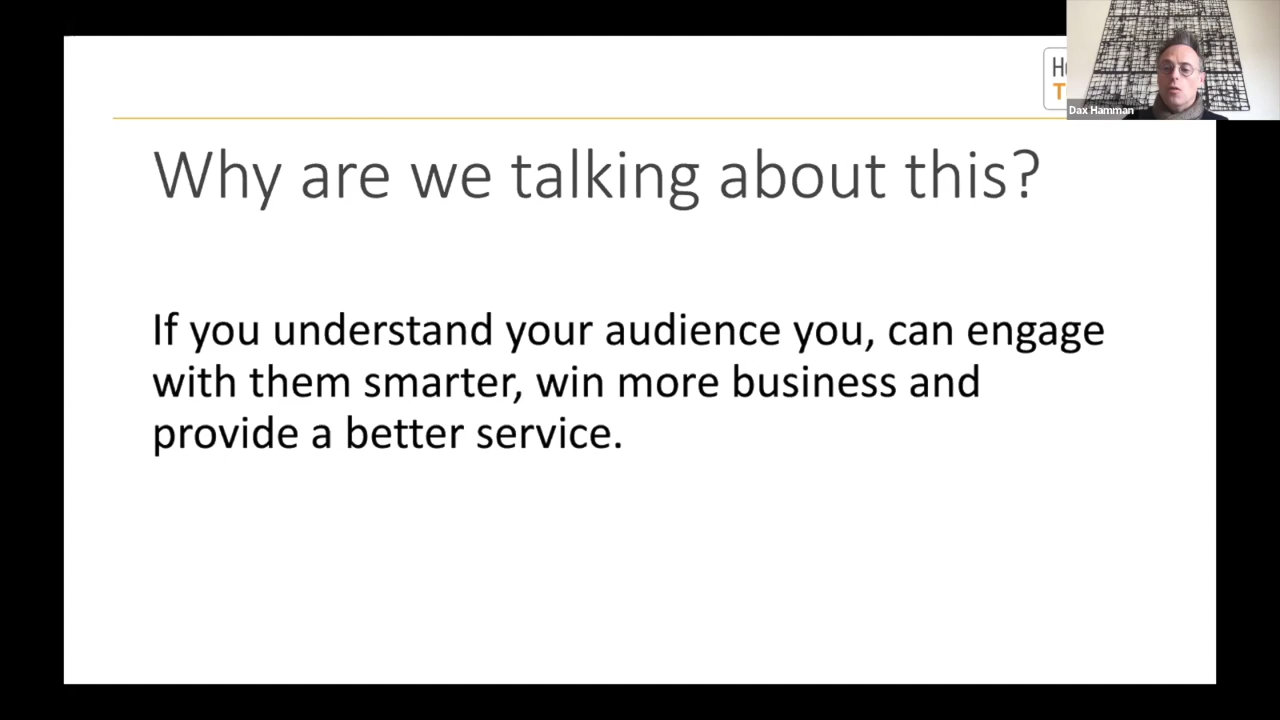 Why are we talking about this?
If you understand your audience you, can engage
with them smarter, win more business and
provide a better service.
Dax Hamman